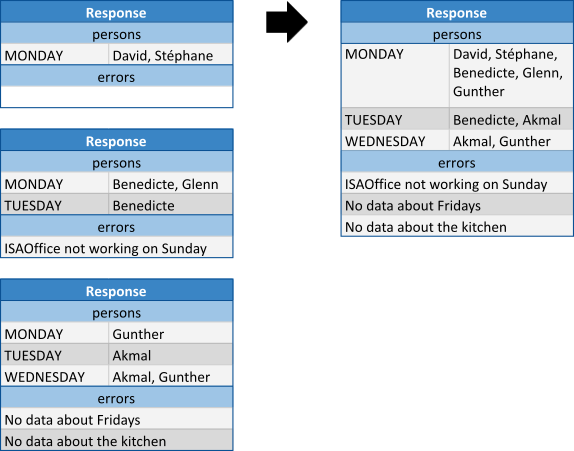 Response
persons
MONDAY David, Stéphane
errors
Response
persons
MONDAY Benedicte, Glenn
TUESDAY Benedicte
errors
ISAOffice not working on Sunday
Response
persons
MONDAY Gunther
TUESDAY Akmal
WEDNESDAY Akmal, Gunther
errors
No data about Fridays
No data about the kitchen
Response
persons
MONDAY David, Stéphane,
Benedicte, Glenn,
Gunther
TUESDAY Benedicte, Akmal
WEDNESDAY Akmal, Gunther
errors
ISAOffice not working on Sunday
No data about Fridays
No data about the kitchen